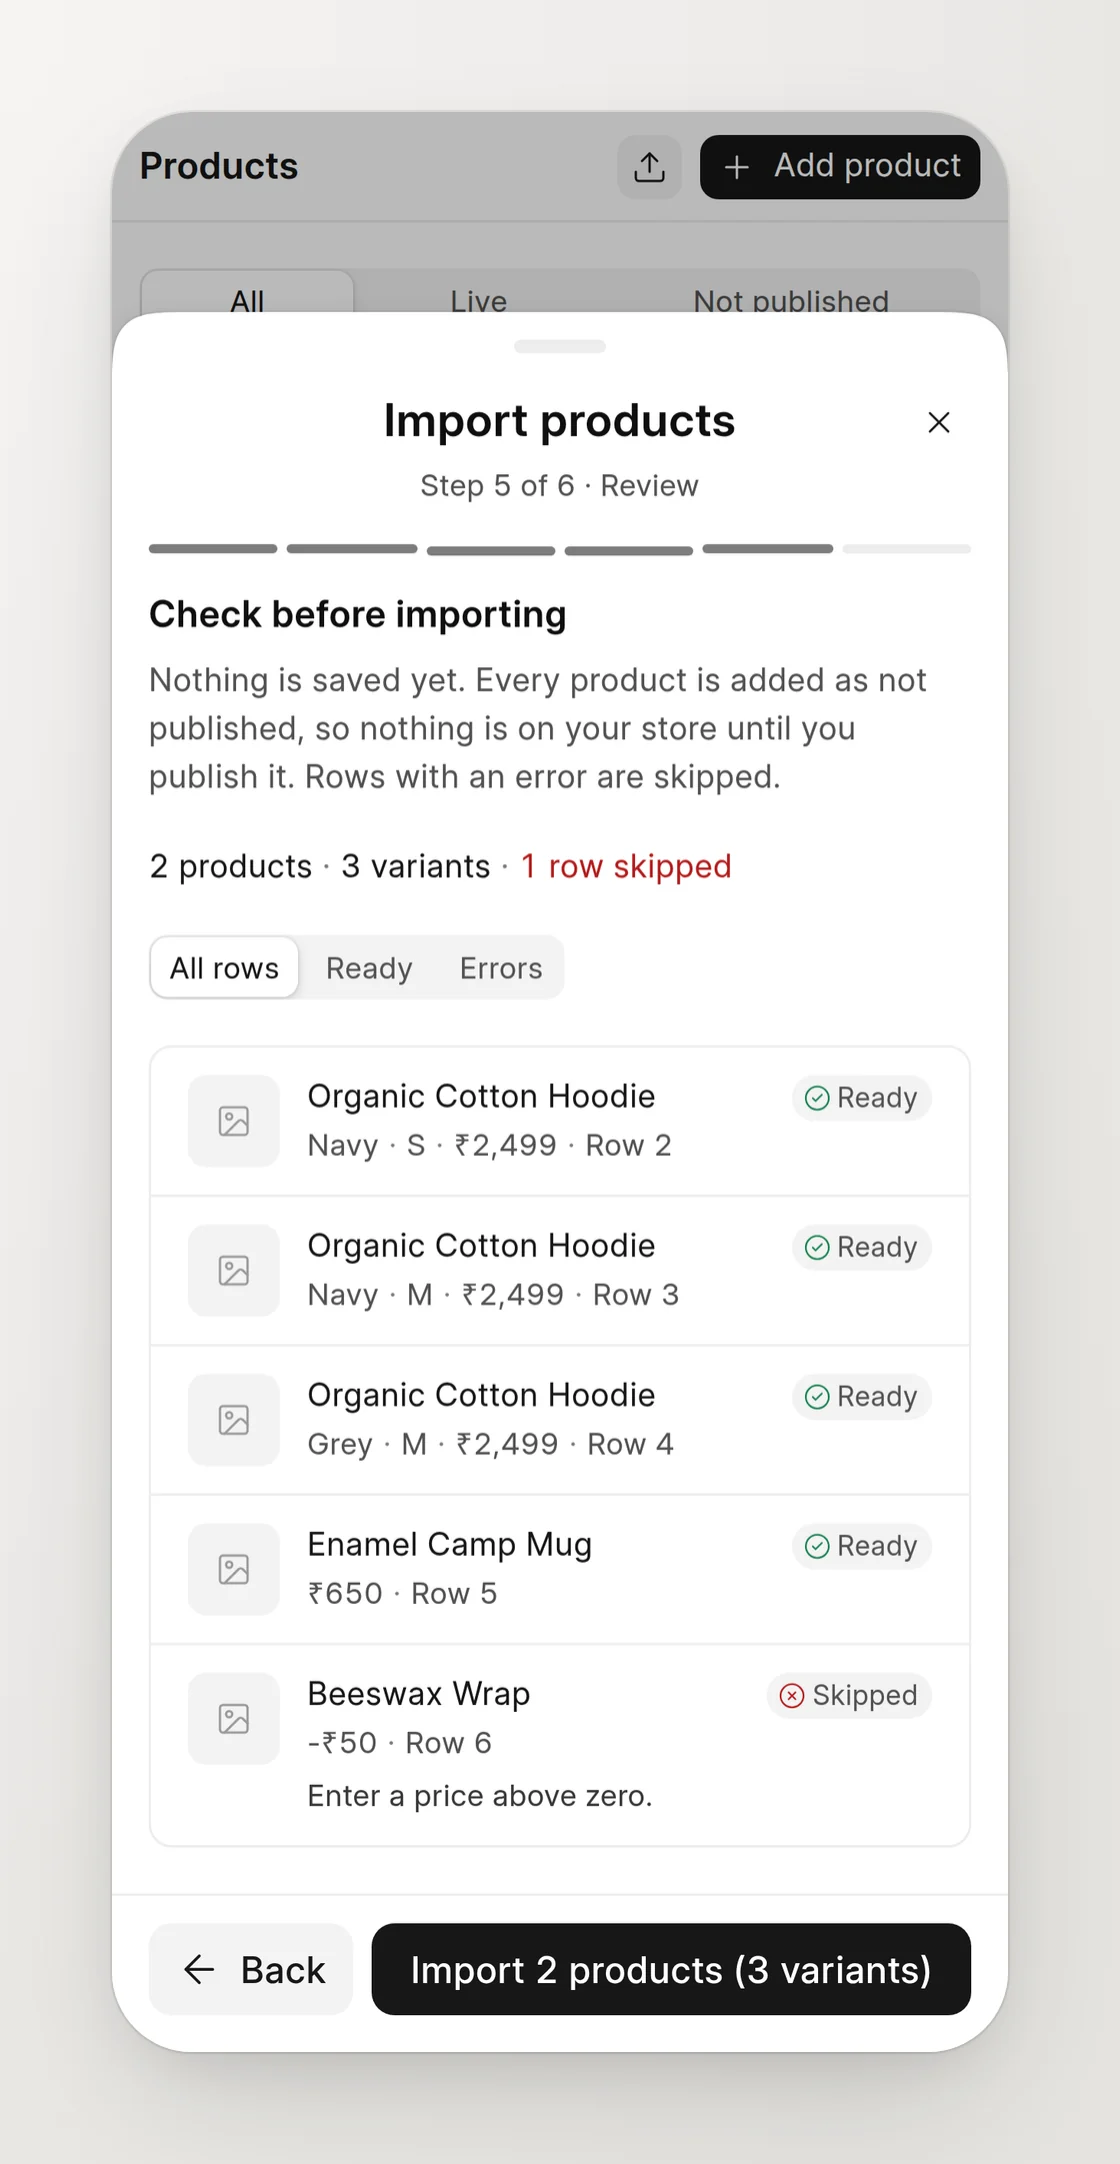 Products
Add product
All
Live
Not published
Import products
Step 5 of 6 · Review
Check before importing
Nothing is saved yet. Every product is added as not
published, so nothing is on your store until you
publish it. Rows with an error are skipped.
2 products · 3 variants · 1 row skipped
All rows
Ready
Errors
Organic Cotton Hoodie
Ready
Navy · S · ₹2,499 · Row 2
Organic Cotton Hoodie
Ready
Navy · M · ₹2,499 · Row 3
Organic Cotton Hoodie
Ready
Grey · M · ₹2,499 · Row 4
Enamel Camp Mug
Ready
₹650 · Row 5
Beeswax Wrap
Skipped
-₹50 · Row 6
Enter a price above zero.
Back
Import 2 products (3 variants)